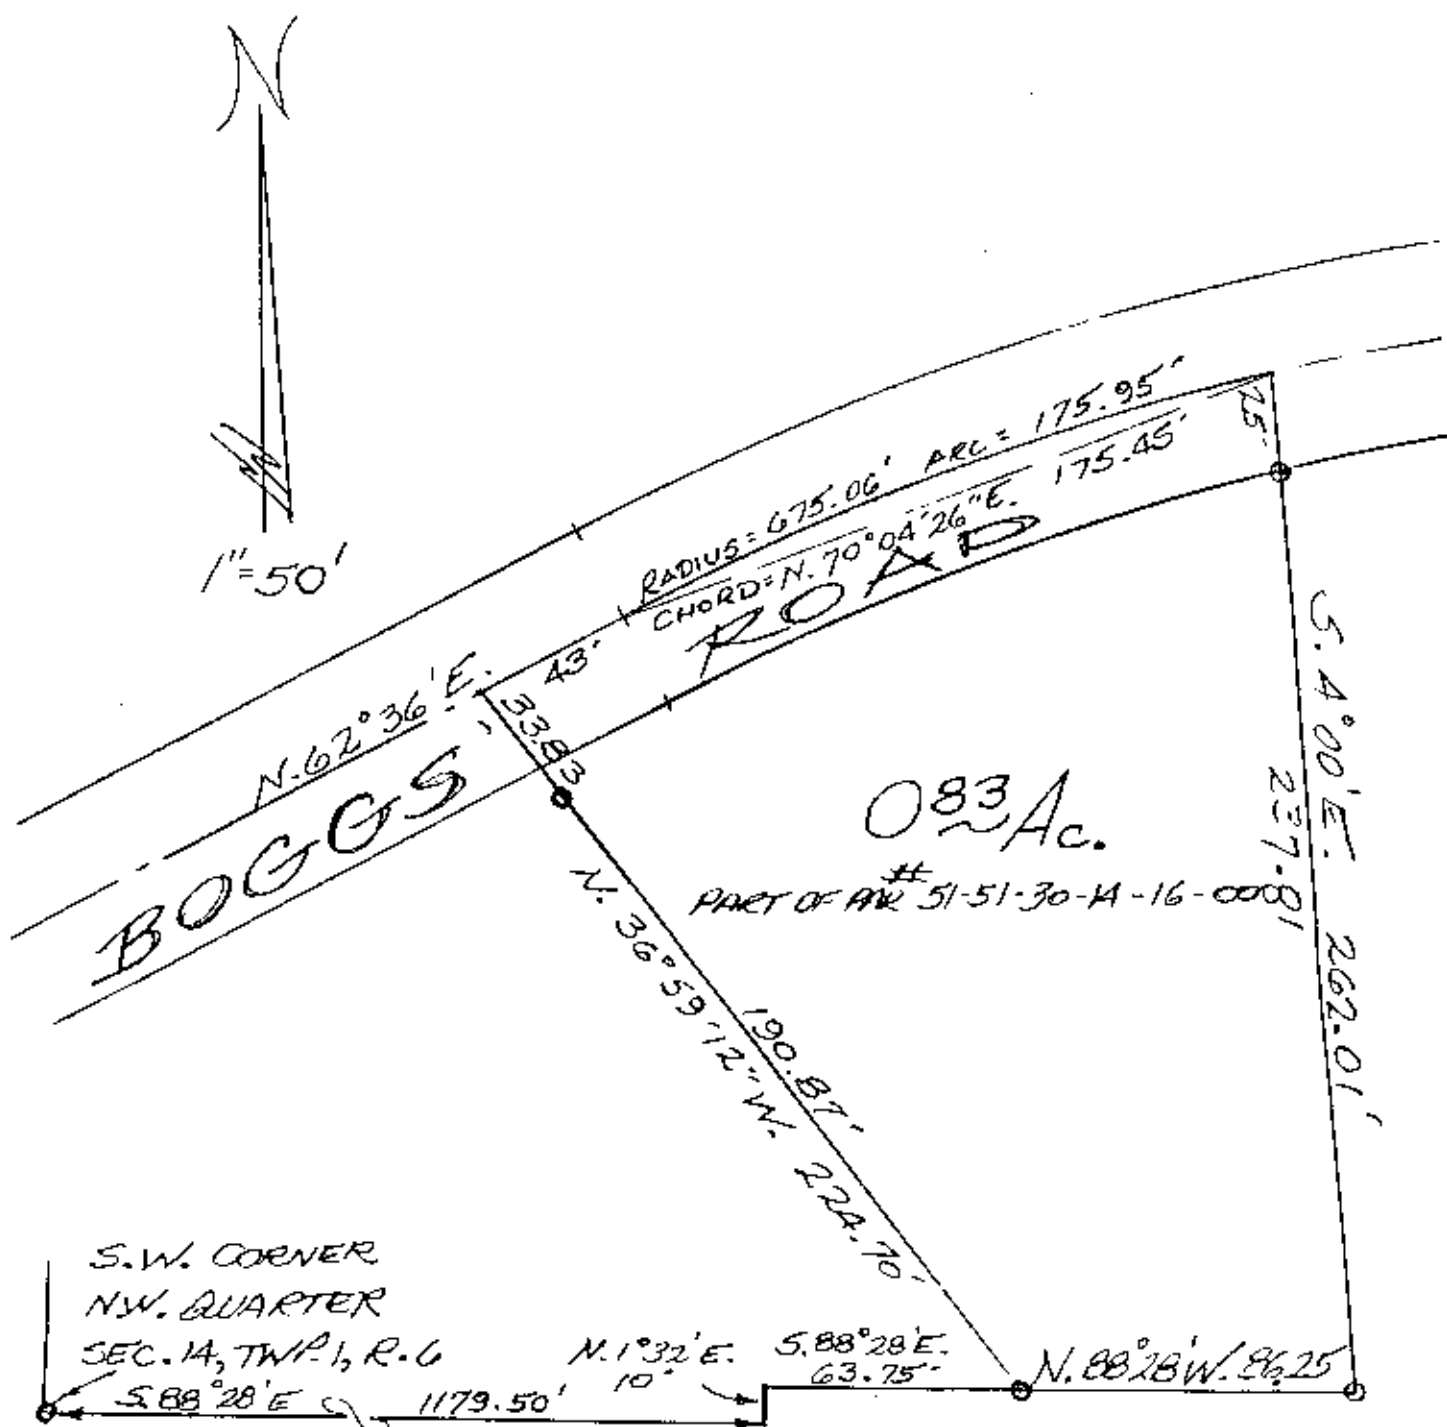 N
1"=50'
RADIUS=675.06' ARC= 175.95'
CHORD=N. 70°04'26"E. 175.45'
25'
N.62°36'E.
43'
33.83
BOGGS ROAD
S. 4°00'E. 262.01'
237.81
0.83 Ac.
PART OF PAR # 51-51-30-14-16-0008
N. 36°59'12" W. 224.70'
190.87'
S.W. CORNER
NW. QUARTER
SEC. 14, TWP. 1, R. 6
S.88°28'E 1179.50'
N.1°32'E.
10'
S.88°28'E.
63.75'
N.88°28'W. 86.25